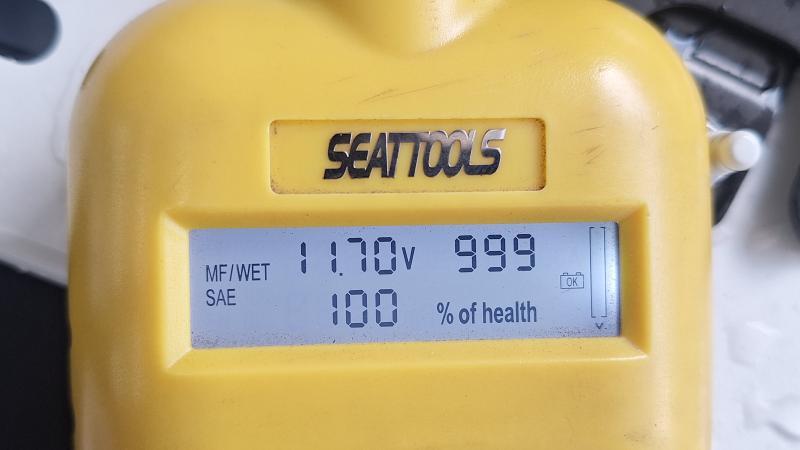 SEATTOOLS
MF/WET 11.70V 999
SAE 100 % of health
OK